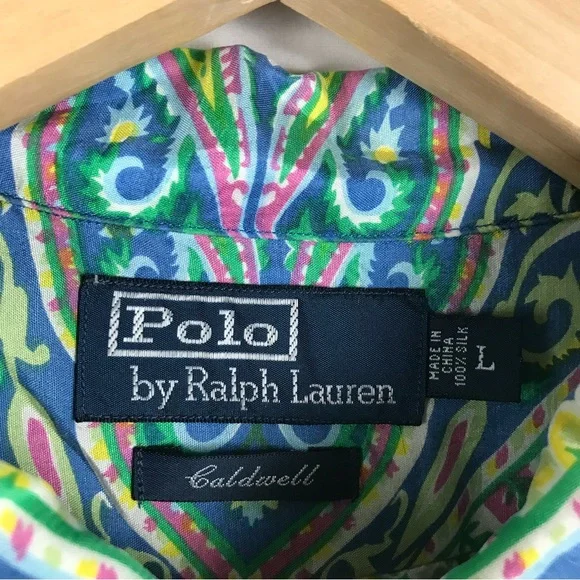 Polo
by Ralph Lauren
MADE IN
CHINA
100% SILK
L
Caldwell